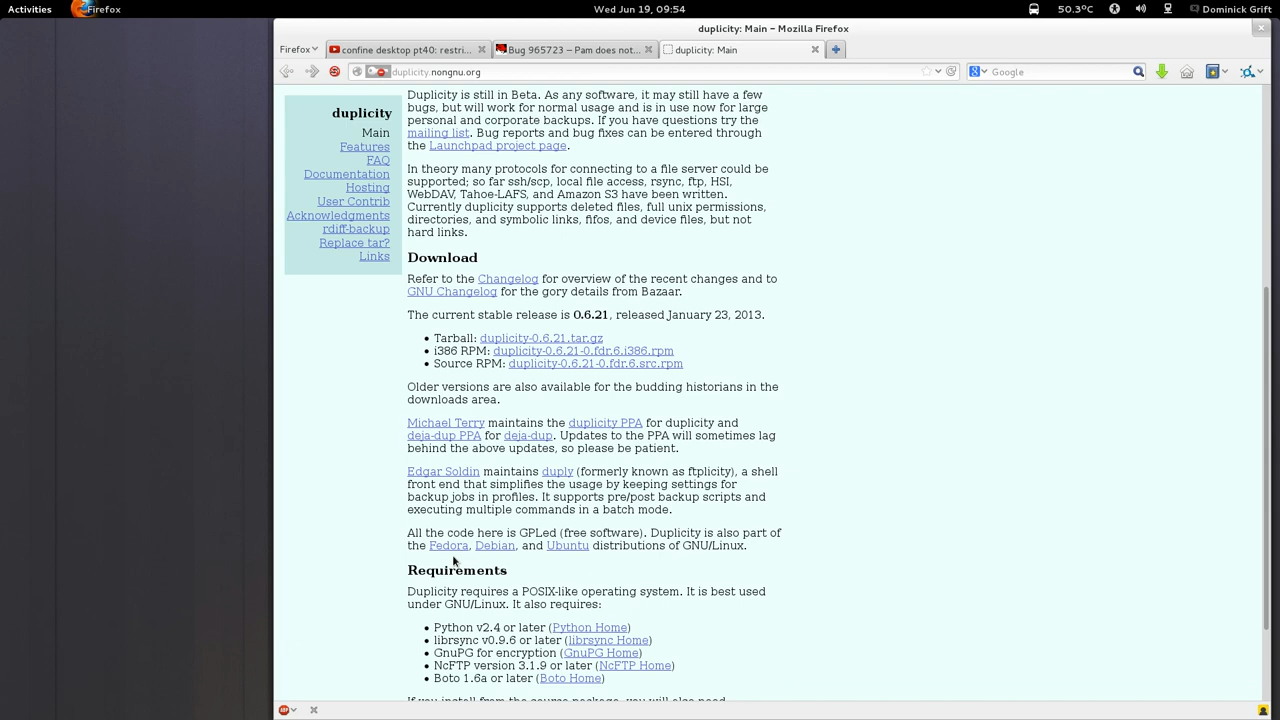 Activities
Firefox
Wed Jun 19, 09:54
50.3°C
Dominick Grift
duplicity: Main - Mozilla Firefox
Firefox
confine desktop pt40: restri...
Bug 965723 – Pam does not...
duplicity: Main
duplicity.nongnu.org
Google
duplicity
Main
Features
FAQ
Documentation
Hosting
User Contrib
Acknowledgments
rdiff-backup
Replace tar?
Links
Duplicity is still in Beta. As any software, it may still have a few
bugs, but will work for normal usage and is in use now for large
personal and corporate backups. If you have questions try the
mailing list. Bug reports and bug fixes can be entered through
the Launchpad project page.
In theory many protocols for connecting to a file server could be
supported; so far ssh/scp, local file access, rsync, ftp, HSI,
WebDAV, Tahoe-LAFS, and Amazon S3 have been written.
Currently duplicity supports deleted files, full unix permissions,
directories, and symbolic links, fifos, and device files, but not
hard links.
Download
Refer to the Changelog for overview of the recent changes and to
GNU Changelog for the gory details from Bazaar.
The current stable release is 0.6.21, released January 23, 2013.
• Tarball: duplicity-0.6.21.tar.gz
• i386 RPM: duplicity-0.6.21-0.fdr.6.i386.rpm
• Source RPM: duplicity-0.6.21-0.fdr.6.src.rpm
Older versions are also available for the budding historians in the
downloads area.
Michael Terry maintains the duplicity PPA for duplicity and
deja-dup PPA for deja-dup. Updates to the PPA will sometimes lag
behind the above updates, so please be patient.
Edgar Soldin maintains duply (formerly known as ftplicity), a shell
front end that simplifies the usage by keeping settings for
backup jobs in profiles. It supports pre/post backup scripts and
executing multiple commands in a batch mode.
All the code here is GPLed (free software). Duplicity is also part of
the Fedora, Debian, and Ubuntu distributions of GNU/Linux.
Requirements
Duplicity requires a POSIX-like operating system. It is best used
under GNU/Linux. It also requires:
• Python v2.4 or later (Python Home)
• librsync v0.9.6 or later (librsync Home)
• GnuPG for encryption (GnuPG Home)
• NcFTP version 3.1.9 or later (NcFTP Home)
• Boto 1.6a or later (Boto Home)
If you install from the source package, you will also need